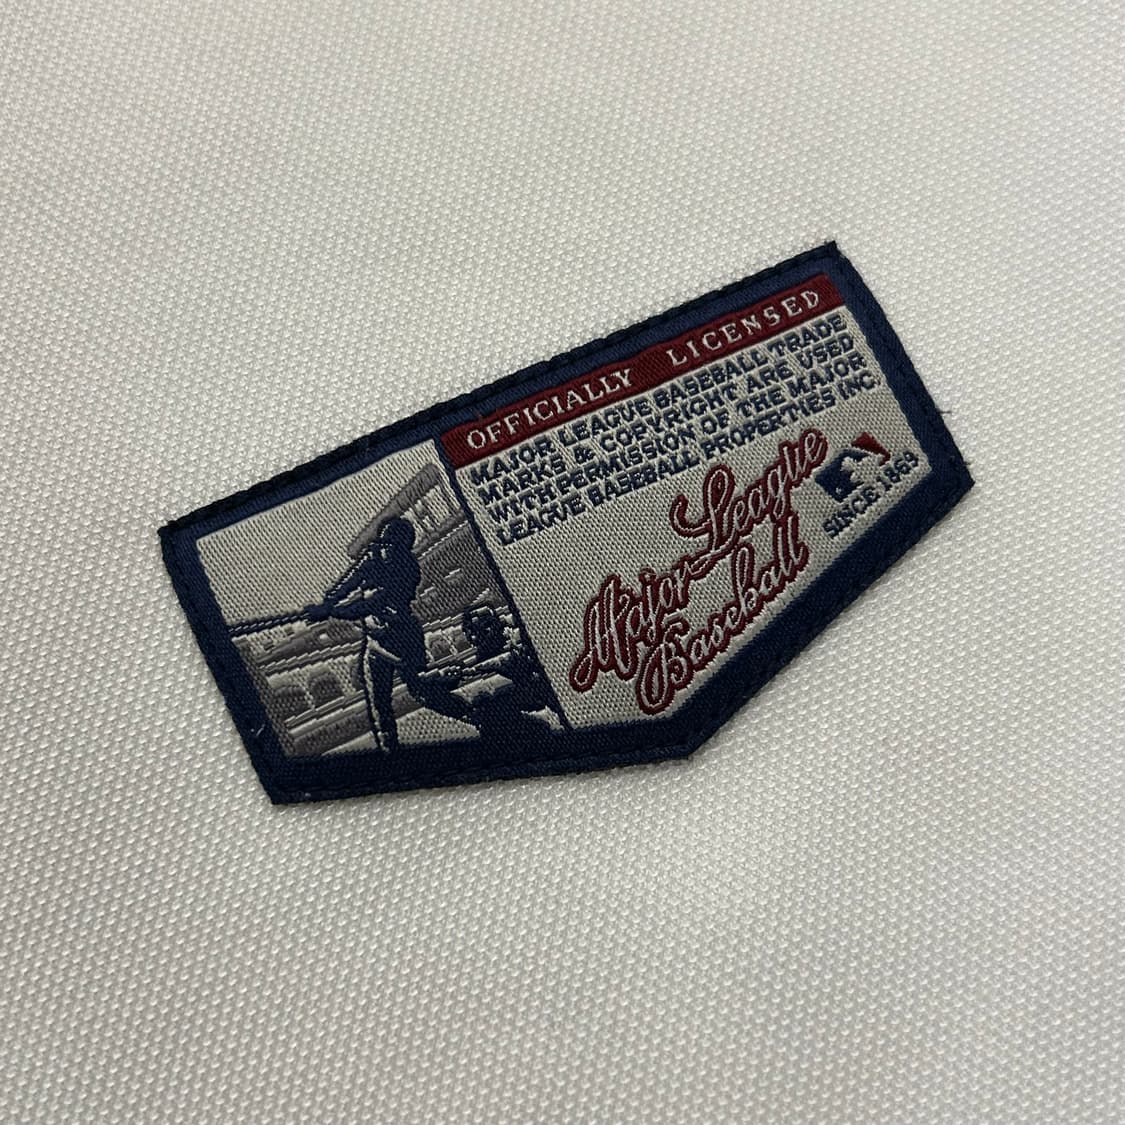 OFFICIALLY LICENSED
MAJOR LEAGUE BASEBALL TRADE
MARKS & COPYRIGHT ARE USED
WITH PERMISSION OF THE MAJOR
LEAGUE BASEBALL PROPERTIES INC.
Major League
Baseball
SINCE 1869